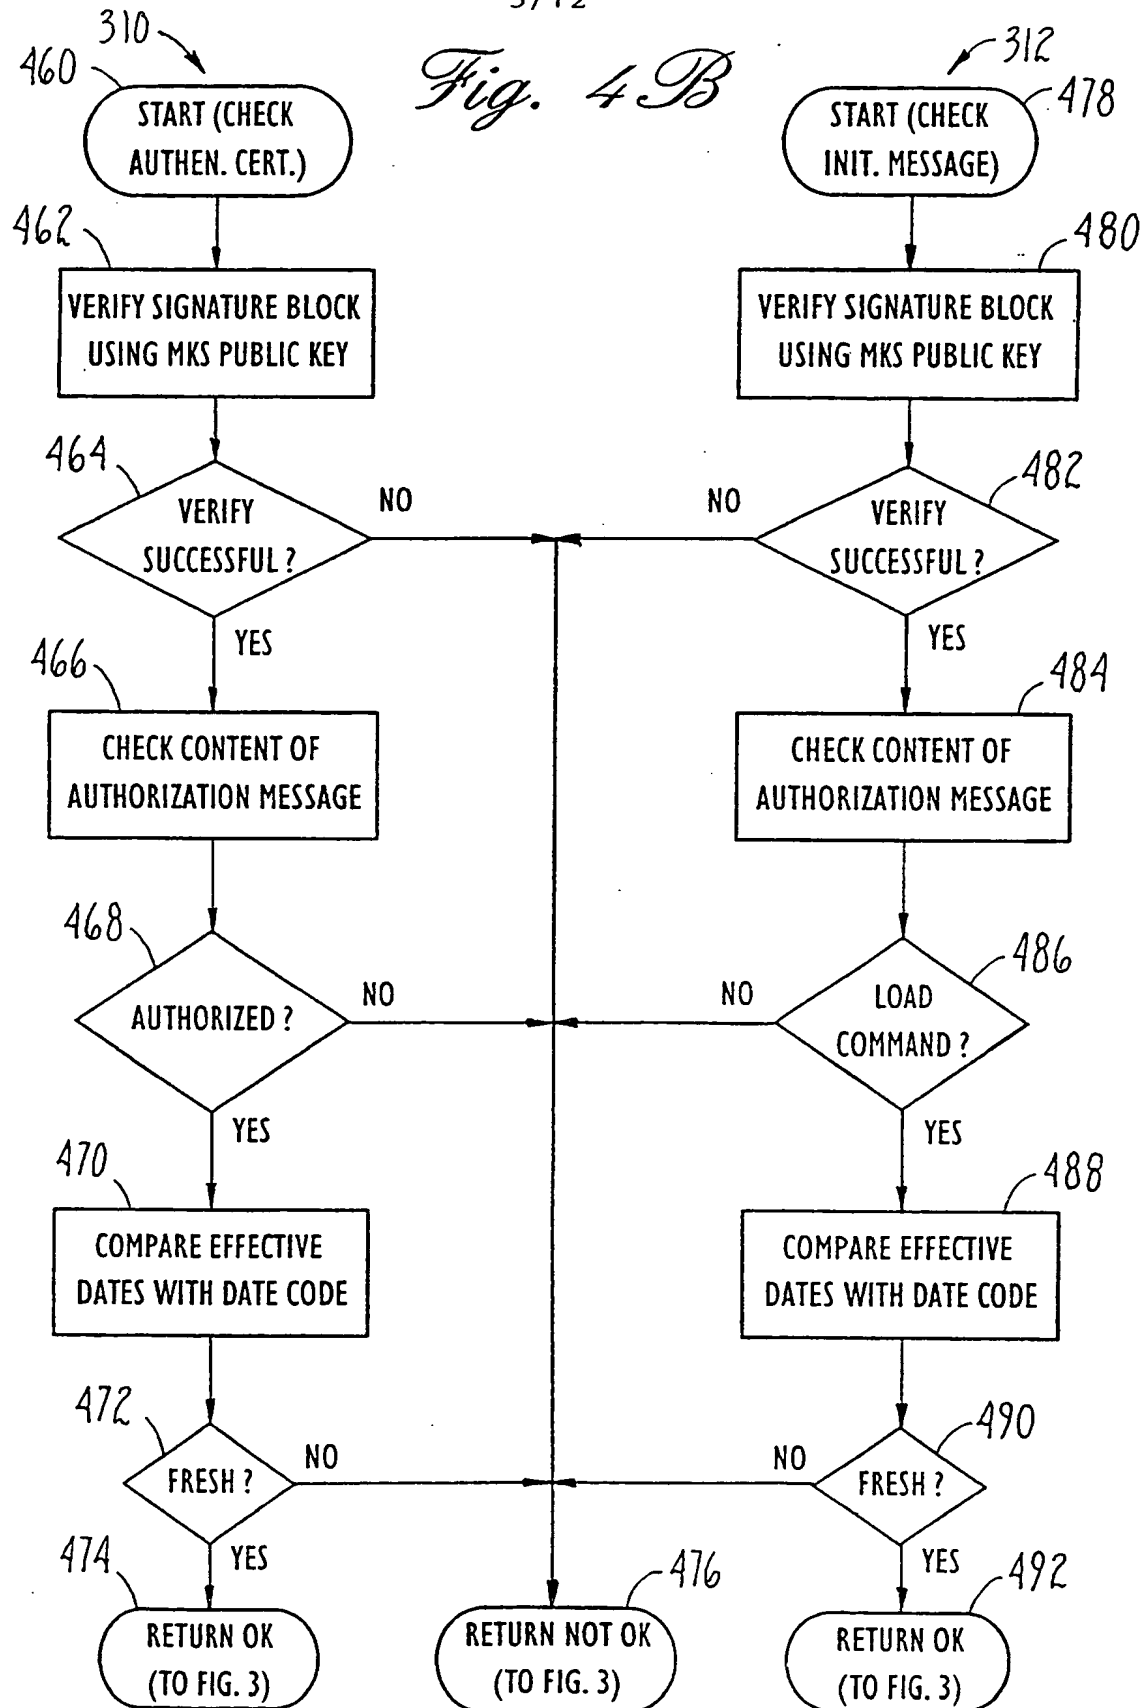 310
460
Fig. 4B
312
478
START (CHECK
AUTHEN. CERT.)
START (CHECK
INIT. MESSAGE)
462
480
VERIFY SIGNATURE BLOCK
USING MKS PUBLIC KEY
VERIFY SIGNATURE BLOCK
USING MKS PUBLIC KEY
464
482
VERIFY
SUCCESSFUL ?
NO
NO
VERIFY
SUCCESSFUL ?
YES
YES
466
484
CHECK CONTENT OF
AUTHORIZATION MESSAGE
CHECK CONTENT OF
AUTHORIZATION MESSAGE
468
486
AUTHORIZED ?
NO
NO
LOAD
COMMAND ?
YES
YES
470
488
COMPARE EFFECTIVE
DATES WITH DATE CODE
COMPARE EFFECTIVE
DATES WITH DATE CODE
472
490
FRESH ?
NO
NO
FRESH ?
YES
YES
474
476
492
RETURN OK
(TO FIG. 3)
RETURN NOT OK
(TO FIG. 3)
RETURN OK
(TO FIG. 3)